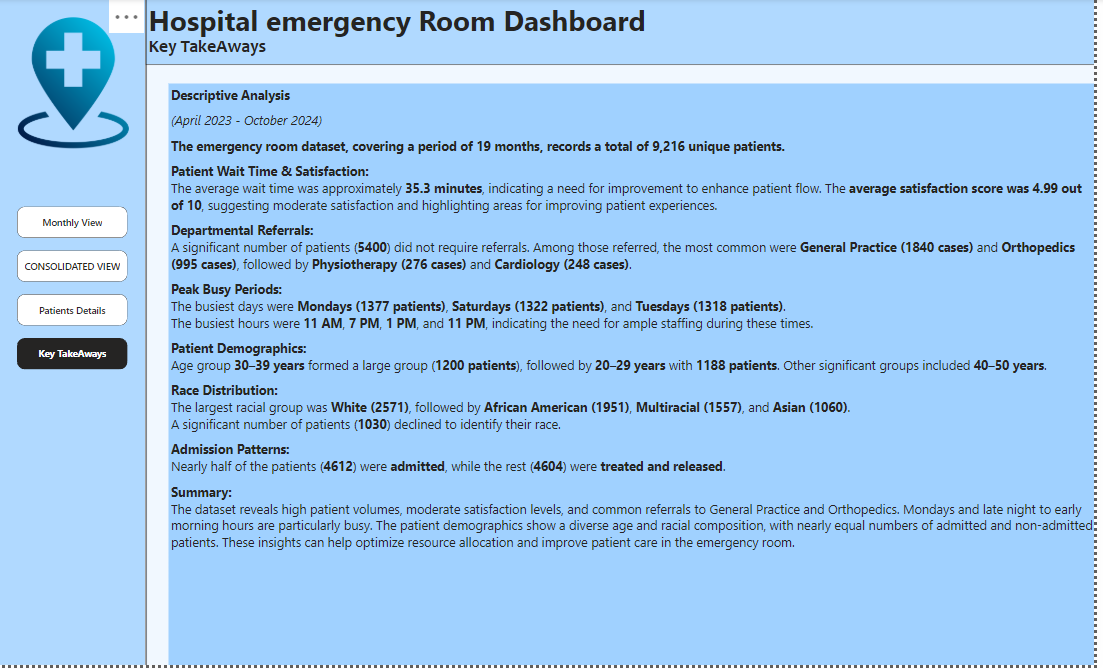 Hospital emergency Room Dashboard
Key TakeAways
Monthly View
CONSOLIDATED VIEW
Patients Details
Key TakeAways
Descriptive Analysis
(April 2023 - October 2024)
The emergency room dataset, covering a period of 19 months, records a total of 9,216 unique patients.
Patient Wait Time & Satisfaction:
The average wait time was approximately 35.3 minutes, indicating a need for improvement to enhance patient flow. The average satisfaction score was 4.99 out
of 10, suggesting moderate satisfaction and highlighting areas for improving patient experiences.
Departmental Referrals:
A significant number of patients (5400) did not require referrals. Among those referred, the most common were General Practice (1840 cases) and Orthopedics
(995 cases), followed by Physiotherapy (276 cases) and Cardiology (248 cases).
Peak Busy Periods:
The busiest days were Mondays (1377 patients), Saturdays (1322 patients), and Tuesdays (1318 patients).
The busiest hours were 11 AM, 7 PM, 1 PM, and 11 PM, indicating the need for ample staffing during these times.
Patient Demographics:
Age group 30–39 years formed a large group (1200 patients), followed by 20–29 years with 1188 patients. Other significant groups included 40–50 years.
Race Distribution:
The largest racial group was White (2571), followed by African American (1951), Multiracial (1557), and Asian (1060).
A significant number of patients (1030) declined to identify their race.
Admission Patterns:
Nearly half of the patients (4612) were admitted, while the rest (4604) were treated and released.
Summary:
The dataset reveals high patient volumes, moderate satisfaction levels, and common referrals to General Practice and Orthopedics. Mondays and late night to early
morning hours are particularly busy. The patient demographics show a diverse age and racial composition, with nearly equal numbers of admitted and non-admitted
patients. These insights can help optimize resource allocation and improve patient care in the emergency room.